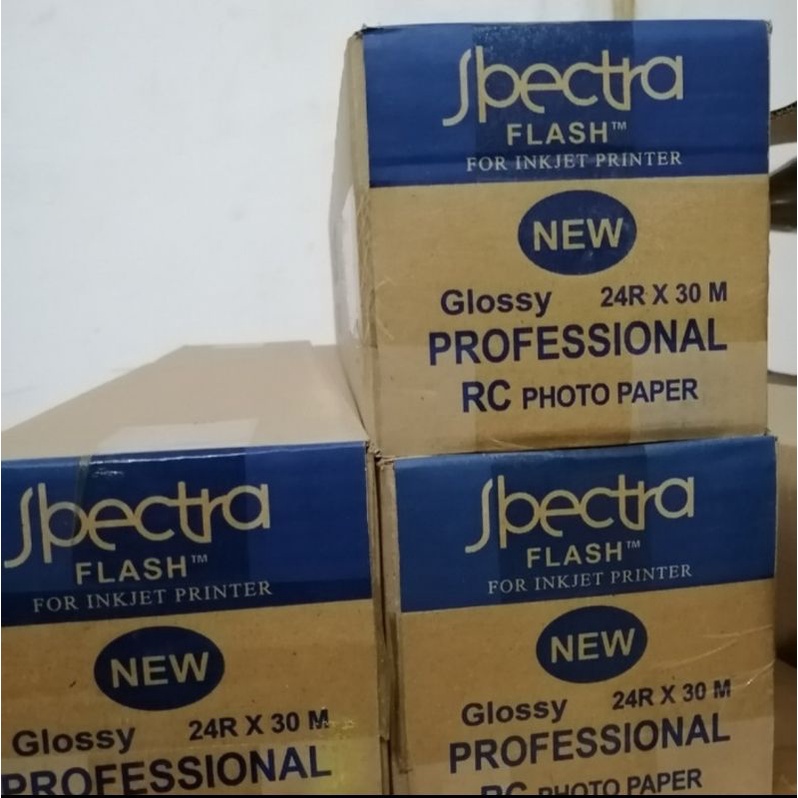 Spectra
FLASH™
FOR INKJET PRINTER
NEW
Glossy 24R X 30 M
PROFESSIONAL
RC PHOTO PAPER
Spectra
FLASH™
FOR INKJET PRINTER
NEW
Glossy 24R X 30 M
PROFESSIONAL
Spectra
FLASH™
FOR INKJET PRINTER
NEW
Glossy 24R X 30 M
PROFESSIONAL
RC PHOTO PAPER